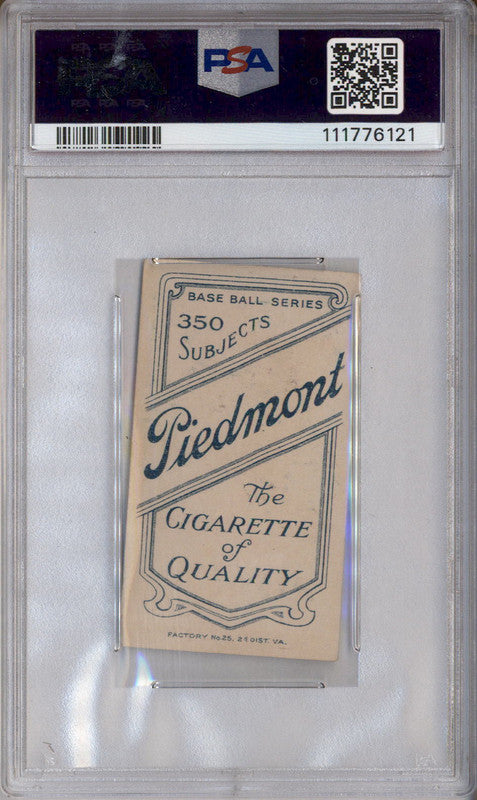 PSA
111776121
BASE BALL SERIES
350
SUBJECTS
Piedmont
The
CIGARETTE
of
QUALITY
FACTORY No 25, 2d DIST. VA.